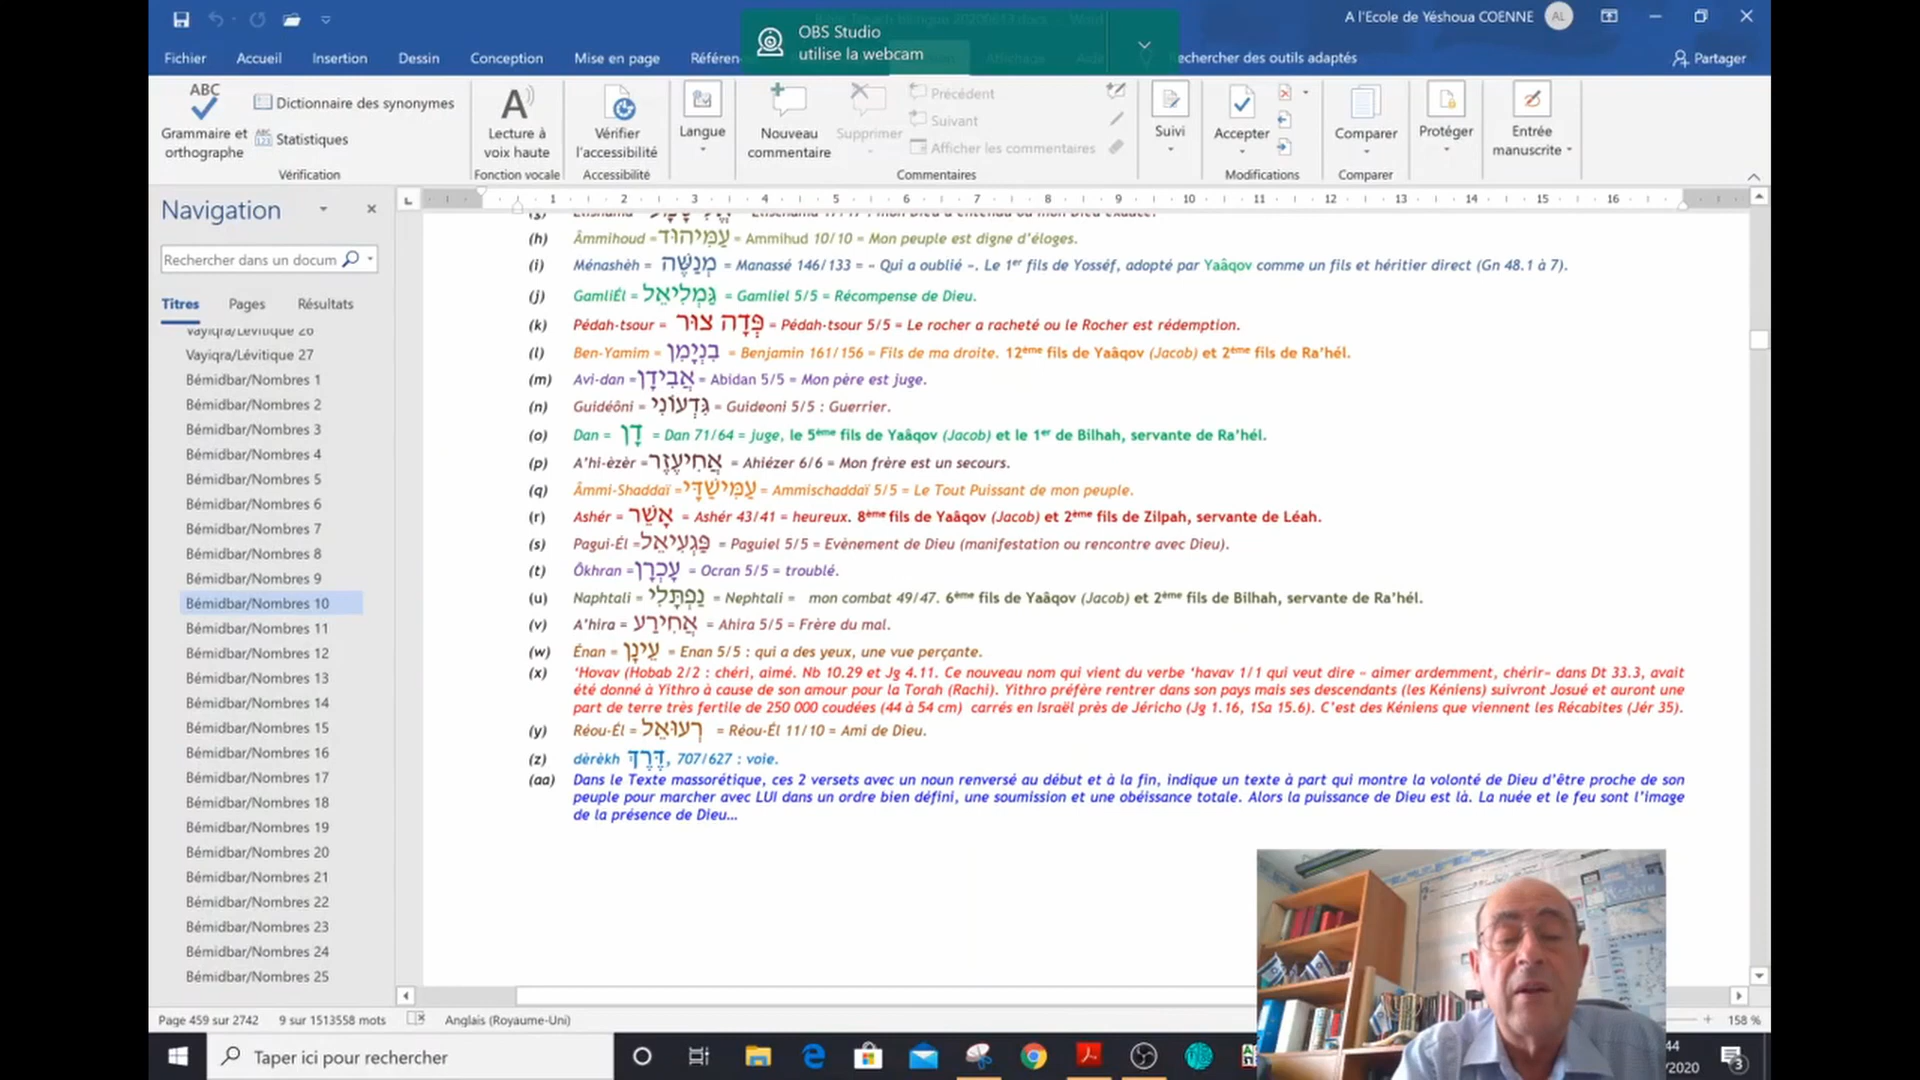 A l'Ecole de Yéshoua COENNE AL
OBS Studio
utilise la webcam
Fichier Accueil Insertion Dessin Conception Mise en page Référen
Rechercher des outils adaptés Partager
ABC
Grammaire et
orthographe
Dictionnaire des synonymes
Statistiques
Vérification
Lecture à
voix haute
Fonction vocale
Vérifier
l'accessibilité
Accessibilité
Langue
Nouveau
commentaire
Supprimer
Précédent
Suivant
Afficher les commentaires
Commentaires
Suivi
Accepter
Modifications
Comparer
Comparer
Protéger
Entrée
manuscrite
1 2 3 4 5 6 7 8 9 10 11 12 13 14 15 16
Navigation
Rechercher dans un docum
Titres Pages Résultats
Vayiqra/Lévitique 26
Vayiqra/Lévitique 27
Bémidbar/Nombres 1
Bémidbar/Nombres 2
Bémidbar/Nombres 3
Bémidbar/Nombres 4
Bémidbar/Nombres 5
Bémidbar/Nombres 6
Bémidbar/Nombres 7
Bémidbar/Nombres 8
Bémidbar/Nombres 9
Bémidbar/Nombres 10
Bémidbar/Nombres 11
Bémidbar/Nombres 12
Bémidbar/Nombres 13
Bémidbar/Nombres 14
Bémidbar/Nombres 15
Bémidbar/Nombres 16
Bémidbar/Nombres 17
Bémidbar/Nombres 18
Bémidbar/Nombres 19
Bémidbar/Nombres 20
Bémidbar/Nombres 21
Bémidbar/Nombres 22
Bémidbar/Nombres 23
Bémidbar/Nombres 24
Bémidbar/Nombres 25
(h) Âmmihoud = עַמִּיהוּד = Ammihud 10/10 = Mon peuple est digne d'éloges.
(i) Ménashèh = מְנַשֶּׁה = Manassé 146/133 = « Qui a oublié ». Le 1er fils de Yosséf, adopté par Yaâqov comme un fils et héritier direct (Gn 48.1 à 7).
(j) GamliÉl = גַּמְלִיאֵל = Gamliel 5/5 = Récompense de Dieu.
(k) Pédah-tsour = פְּדָה צוּר = Pédah-tsour 5/5 = Le rocher a racheté ou le Rocher est rédemption.
(l) Ben-Yamim = בִנְיָמִן = Benjamin 161/156 = Fils de ma droite. 12ème fils de Yaâqov (Jacob) et 2ème fils de Ra'hél.
(m) Avi-dan = אֲבִידָן = Abidan 5/5 = Mon père est juge.
(n) Guidéôni = גִּדְעוֹנִי = Guideoni 5/5 : Guerrier.
(o) Dan = דָן = Dan 71/64 = juge, le 5ème fils de Yaâqov (Jacob) et le 1er de Bilhah, servante de Ra'hél.
(p) A'hi-èzèr = אֲחִיעֶזֶר = Ahiézer 6/6 = Mon frère est un secours.
(q) Âmmi-Shaddaï = עַמִּישַׁדָּי = Ammischaddaï 5/5 = Le Tout Puissant de mon peuple.
(r) Ashér = אָשֵׁר = Ashér 43/41 = heureux. 8ème fils de Yaâqov (Jacob) et 2ème fils de Zilpah, servante de Léah.
(s) Pagui-Él = פַּגְעִיאֵל = Paguiel 5/5 = Evènement de Dieu (manifestation ou rencontre avec Dieu).
(t) Ôkhran = עָכְרָן = Ocran 5/5 = troublé.
(u) Naphtali = נַפְתָּלִי = Nephtali = mon combat 49/47. 6ème fils de Yaâqov (Jacob) et 2ème fils de Bilhah, servante de Ra'hél.
(v) A'hira = אֲחִירַע = Ahira 5/5 = Frère du mal.
(w) Énan = עֵינָן = Enan 5/5 : qui a des yeux, une vue perçante.
(x) 'Hovav (Hobab 2/2 : chéri, aimé. Nb 10.29 et Jg 4.11. Ce nouveau nom qui vient du verbe 'havav 1/1 qui veut dire « aimer ardemment, chérir» dans Dt 33.3, avait
été donné à Yithro à cause de son amour pour la Torah (Rachi). Yithro préfère rentrer dans son pays mais ses descendants (les Kéniens) suivront Josué et auront une
part de terre très fertile de 250 000 coudées (44 à 54 cm) carrés en Israël près de Jéricho (Jg 1.16, 1Sa 15.6). C'est des Kéniens que viennent les Récabites (Jér 35).
(y) Réou-Él = רְעוּאֵל = Réou-Él 11/10 = Ami de Dieu.
(z) dèrèkh דֶּרֶךְ, 707/627 : voie.
(aa) Dans le Texte massorétique, ces 2 versets avec un noun renversé au début et à la fin, indique un texte à part qui montre la volonté de Dieu d'être proche de son
peuple pour marcher avec LUI dans un ordre bien défini, une soumission et une obéissance totale. Alors la puissance de Dieu est là. La nuée et le feu sont l'image
de la présence de Dieu…
Page 459 sur 2742 9 sur 1513558 mots Anglais (Royaume-Uni) 158 %
Taper ici pour rechercher
:44
/2020
3